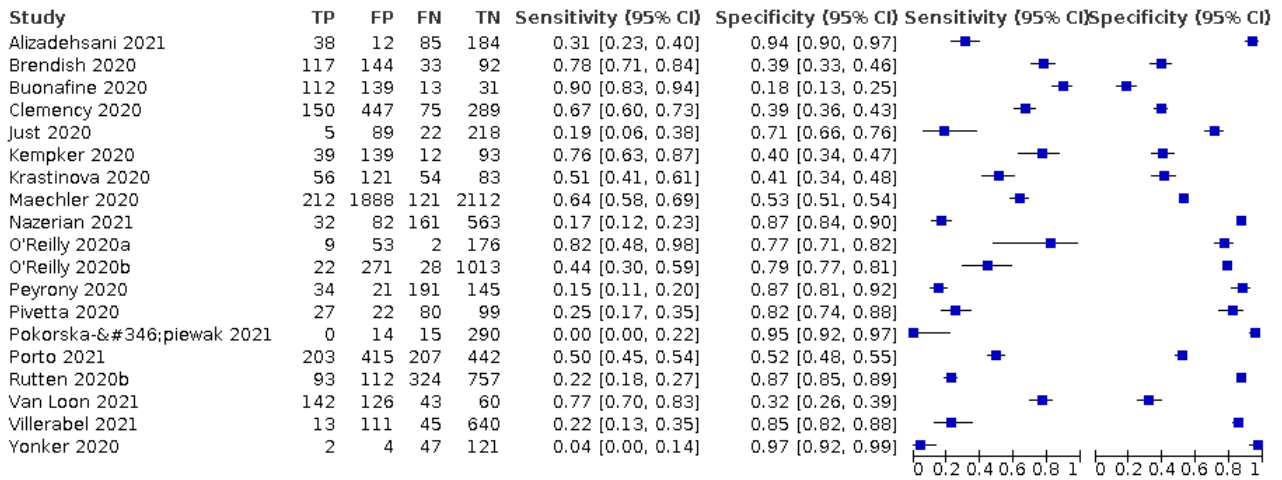 Study TP FP FN TN Sensitivity (95% CI) Specificity (95% CI) Sensitivity (95% CI) Specificity (95% CI)
Alizadehsani 2021 38 12 85 184 0.31 [0.23, 0.40] 0.94 [0.90, 0.97]
Brendish 2020 117 144 33 92 0.78 [0.71, 0.84] 0.39 [0.33, 0.46]
Buonafine 2020 112 139 13 31 0.90 [0.83, 0.94] 0.18 [0.13, 0.25]
Clemency 2020 150 447 75 289 0.67 [0.60, 0.73] 0.39 [0.36, 0.43]
Just 2020 5 89 22 218 0.19 [0.06, 0.38] 0.71 [0.66, 0.76]
Kempker 2020 39 139 12 93 0.76 [0.63, 0.87] 0.40 [0.34, 0.47]
Krastinova 2020 56 121 54 83 0.51 [0.41, 0.61] 0.41 [0.34, 0.48]
Maechler 2020 212 1888 121 2112 0.64 [0.58, 0.69] 0.53 [0.51, 0.54]
Nazerian 2021 32 82 161 563 0.17 [0.12, 0.23] 0.87 [0.84, 0.90]
O'Reilly 2020a 9 53 2 176 0.82 [0.48, 0.98] 0.77 [0.71, 0.82]
O'Reilly 2020b 22 271 28 1013 0.44 [0.30, 0.59] 0.79 [0.77, 0.81]
Peyrony 2020 34 21 191 145 0.15 [0.11, 0.20] 0.87 [0.81, 0.92]
Pivetta 2020 27 22 80 99 0.25 [0.17, 0.35] 0.82 [0.74, 0.88]
Pokorska-&#346;piewak 2021 0 14 15 290 0.00 [0.00, 0.22] 0.95 [0.92, 0.97]
Porto 2021 203 415 207 442 0.50 [0.45, 0.54] 0.52 [0.48, 0.55]
Rutten 2020b 93 112 324 757 0.22 [0.18, 0.27] 0.87 [0.85, 0.89]
Van Loon 2021 142 126 43 60 0.77 [0.70, 0.83] 0.32 [0.26, 0.39]
Villerabel 2021 13 111 45 640 0.22 [0.13, 0.35] 0.85 [0.82, 0.88]
Yonker 2020 2 4 47 121 0.04 [0.00, 0.14] 0.97 [0.92, 0.99]
0 0.2 0.4 0.6 0.8 1 0 0.2 0.4 0.6 0.8 1